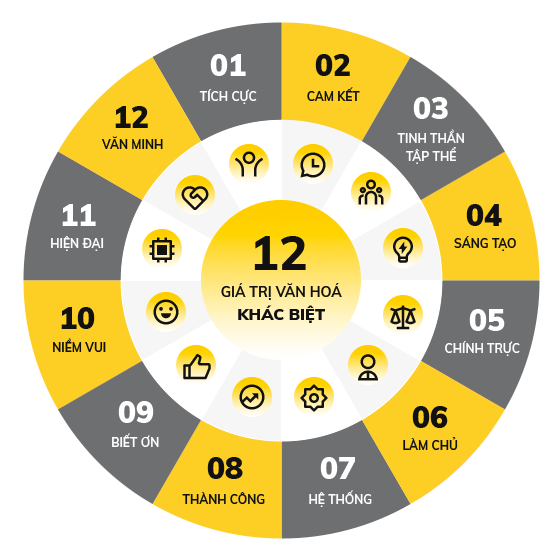 01
TÍCH CỰC
02
CAM KẾT
03
TINH THẦN
TẬP THỂ
04
SÁNG TẠO
05
CHÍNH TRỰC
06
LÀM CHỦ
07
HỆ THỐNG
08
THÀNH CÔNG
09
BIẾT ƠN
10
NIỀM VUI
11
HIỆN ĐẠI
12
VĂN MINH
12
GIÁ TRỊ VĂN HOÁ
KHÁC BIỆT